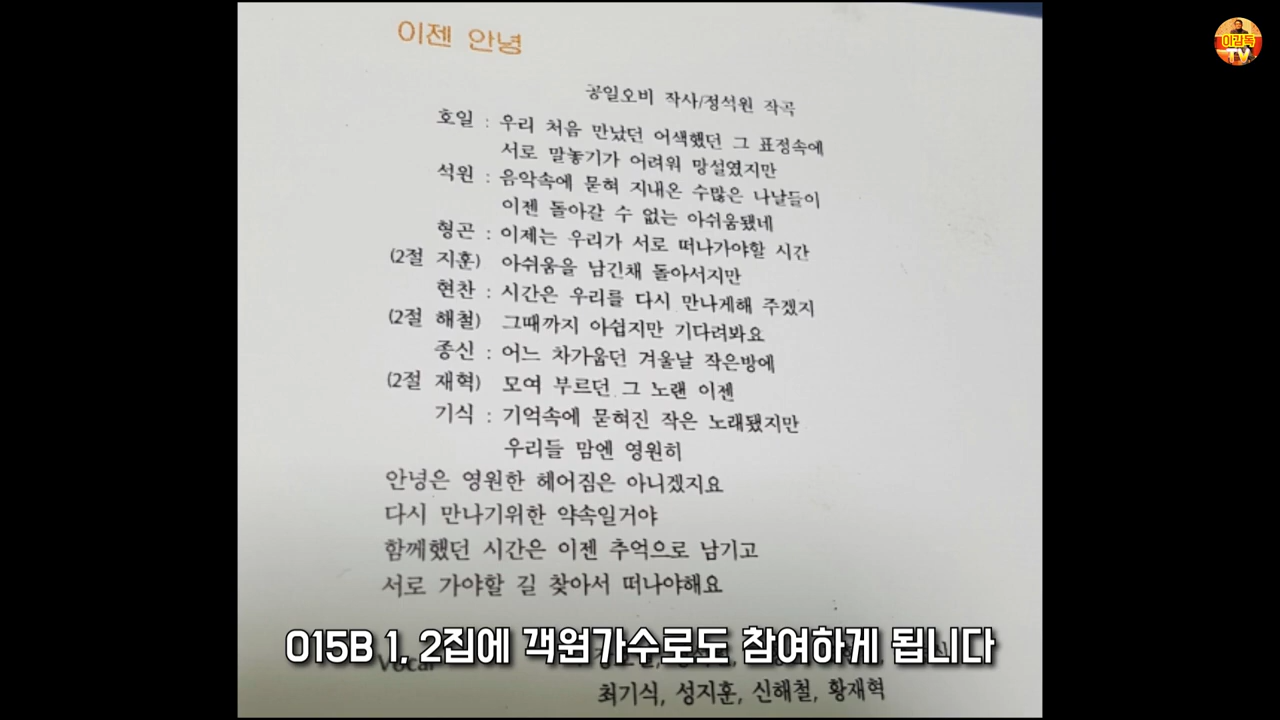 이젠 안녕
이감독
TV
공일오비 작사/정석원 작곡
호일 : 우리 처음 만났던 어색했던 그 표정속에
서로 말놓기가 어려워 망설였지만
석원 : 음악속에 묻혀 지내온 수많은 나날들이
이젠 돌아갈 수 없는 아쉬움됐네
형곤 : 이제는 우리가 서로 떠나가야할 시간
(2절 지훈) 아쉬움을 남긴채 돌아서지만
현찬 : 시간은 우리를 다시 만나게해 주겠지
(2절 해철) 그때까지 아쉽지만 기다려봐요
종신 : 어느 차가웁던 겨울날 작은방에
(2절 재혁) 모여 부르던 그 노랜 이젠
기식 : 기억속에 묻혀진 작은 노래됐지만
우리들 맘엔 영원히
안녕은 영원한 헤어짐은 아니겠지요
다시 만나기위한 약속일거야
함께했던 시간은 이젠 추억으로 남기고
서로 가야할 길 찾아서 떠나야해요
015B 1, 2집에 객원가수로도 참여하게 됩니다
Vocal
최기식, 성지훈, 신해철, 황재혁